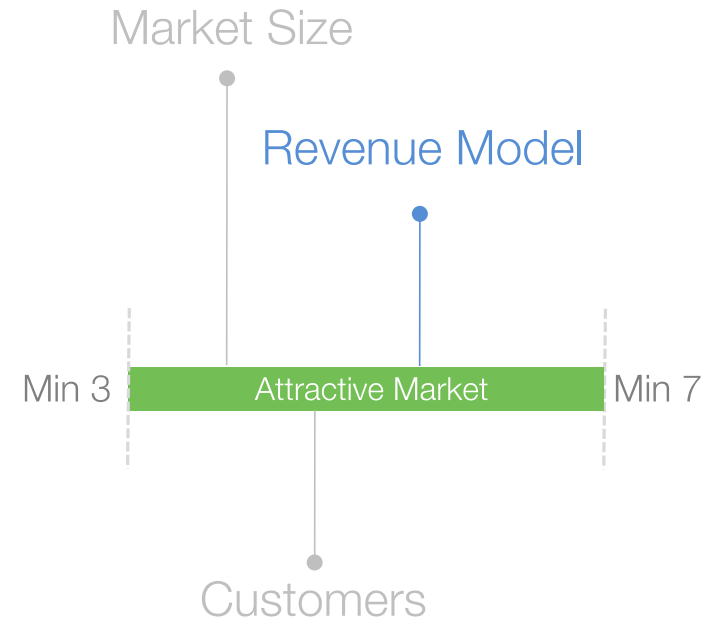 Market Size
Revenue Model
Min 3
Attractive Market
Min 7
Customers